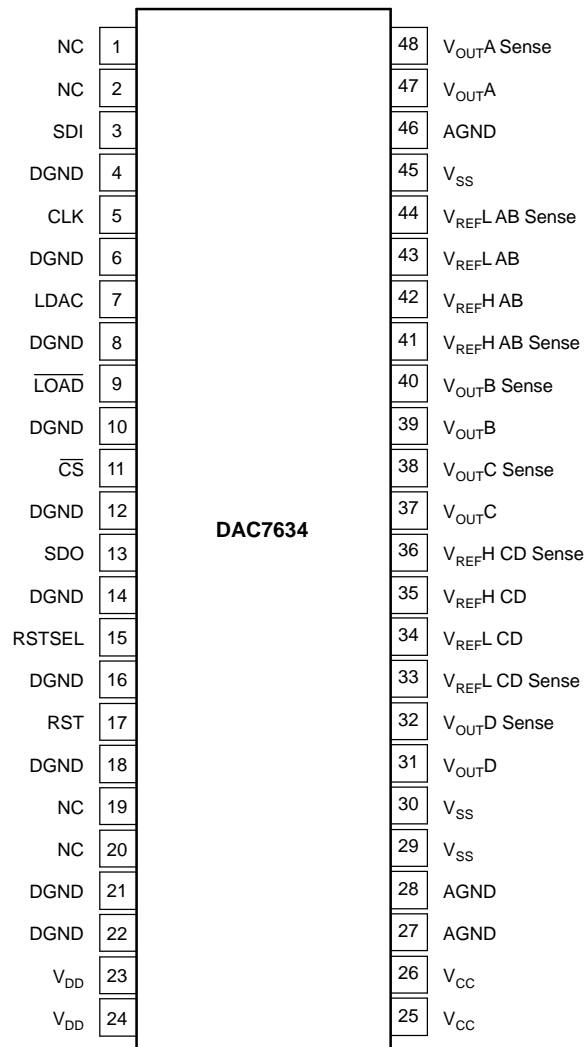 NC 1 48 VOUTA Sense
NC 2 47 VOUTA
SDI 3 46 AGND
DGND 4 45 VSS
CLK 5 44 VREFL AB Sense
DGND 6 43 VREFL AB
LDAC 7 42 VREFH AB
DGND 8 41 VREFH AB Sense
L̅O̅A̅D̅ 9 40 VOUTB Sense
DGND 10 39 VOUTB
C̅S̅ 11 38 VOUTC Sense
DGND 12 37 VOUTC
DAC7634
SDO 13 36 VREFH CD Sense
DGND 14 35 VREFH CD
RSTSEL 15 34 VREFL CD
DGND 16 33 VREFL CD Sense
RST 17 32 VOUTD Sense
DGND 18 31 VOUTD
NC 19 30 VSS
NC 20 29 VSS
DGND 21 28 AGND
DGND 22 27 AGND
VDD 23 26 VCC
VDD 24 25 VCC